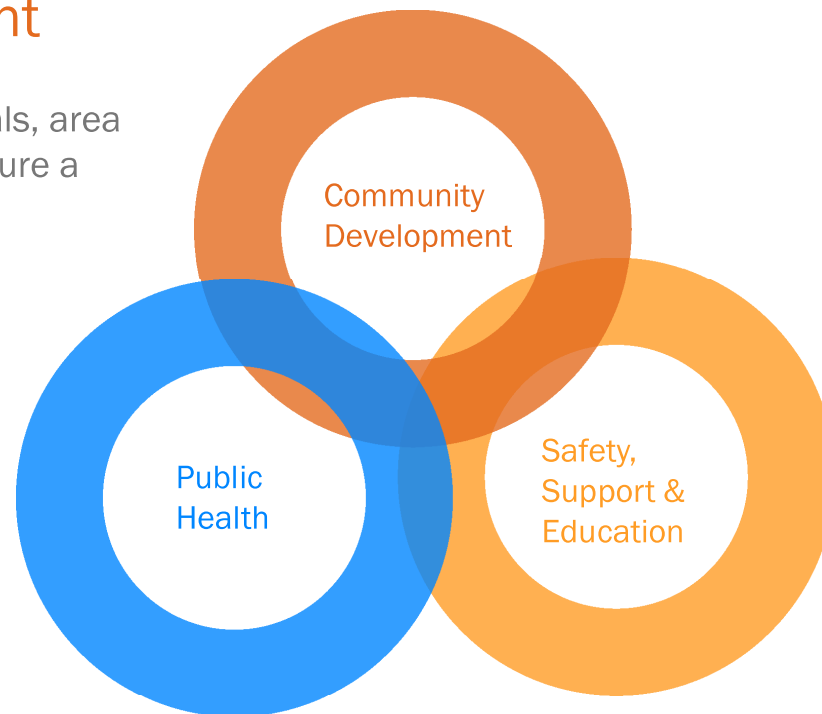 nt
ls, area
ure a
Community
Development
Public
Health
Safety,
Support &
Education